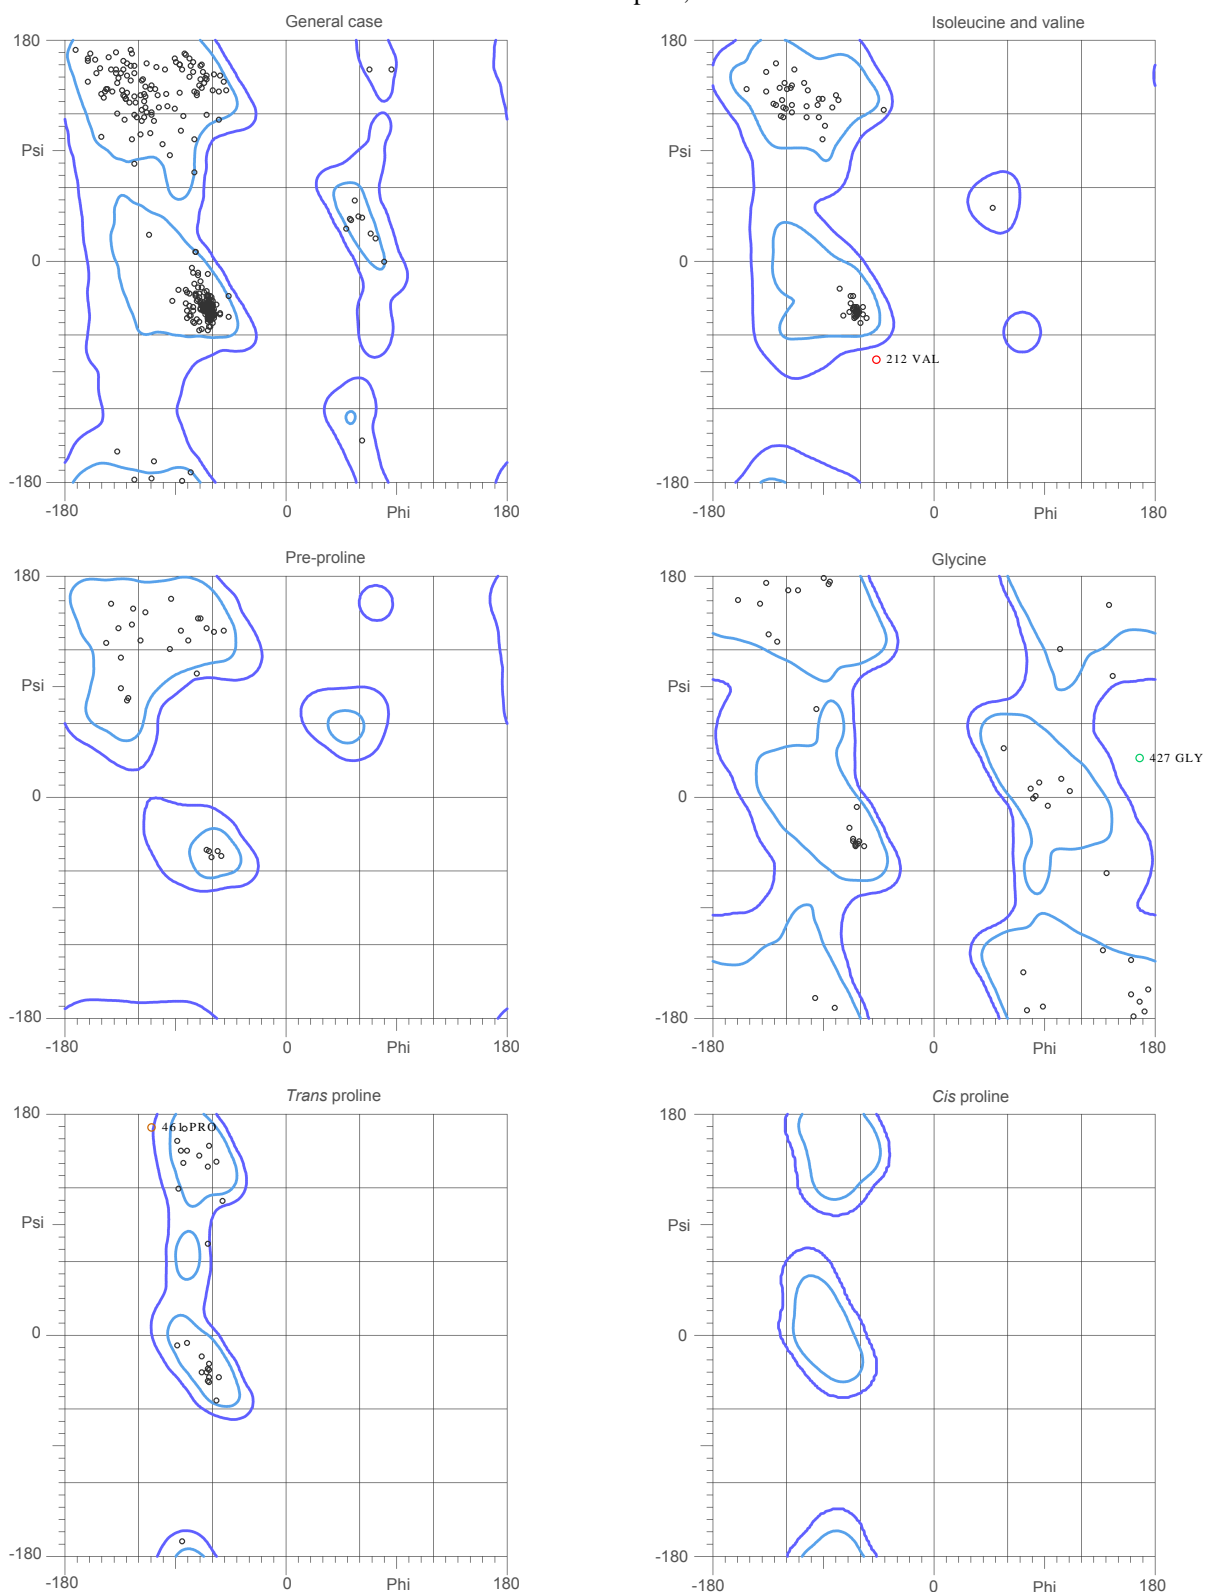 General case
Isoleucine and valine
180
Psi
0
-180
-180
0
Phi
180
180
Psi
0
-180
212 VAL
-180
0
Phi
180
Pre-proline
Glycine
180
Psi
0
-180
-180
0
Phi
180
180
Psi
0
-180
427 GLY
-180
0
Phi
180
Trans proline
Cis proline
180
461 PRO
Psi
0
-180
-180
0
Phi
180
180
Psi
0
-180
-180
0
Phi
180